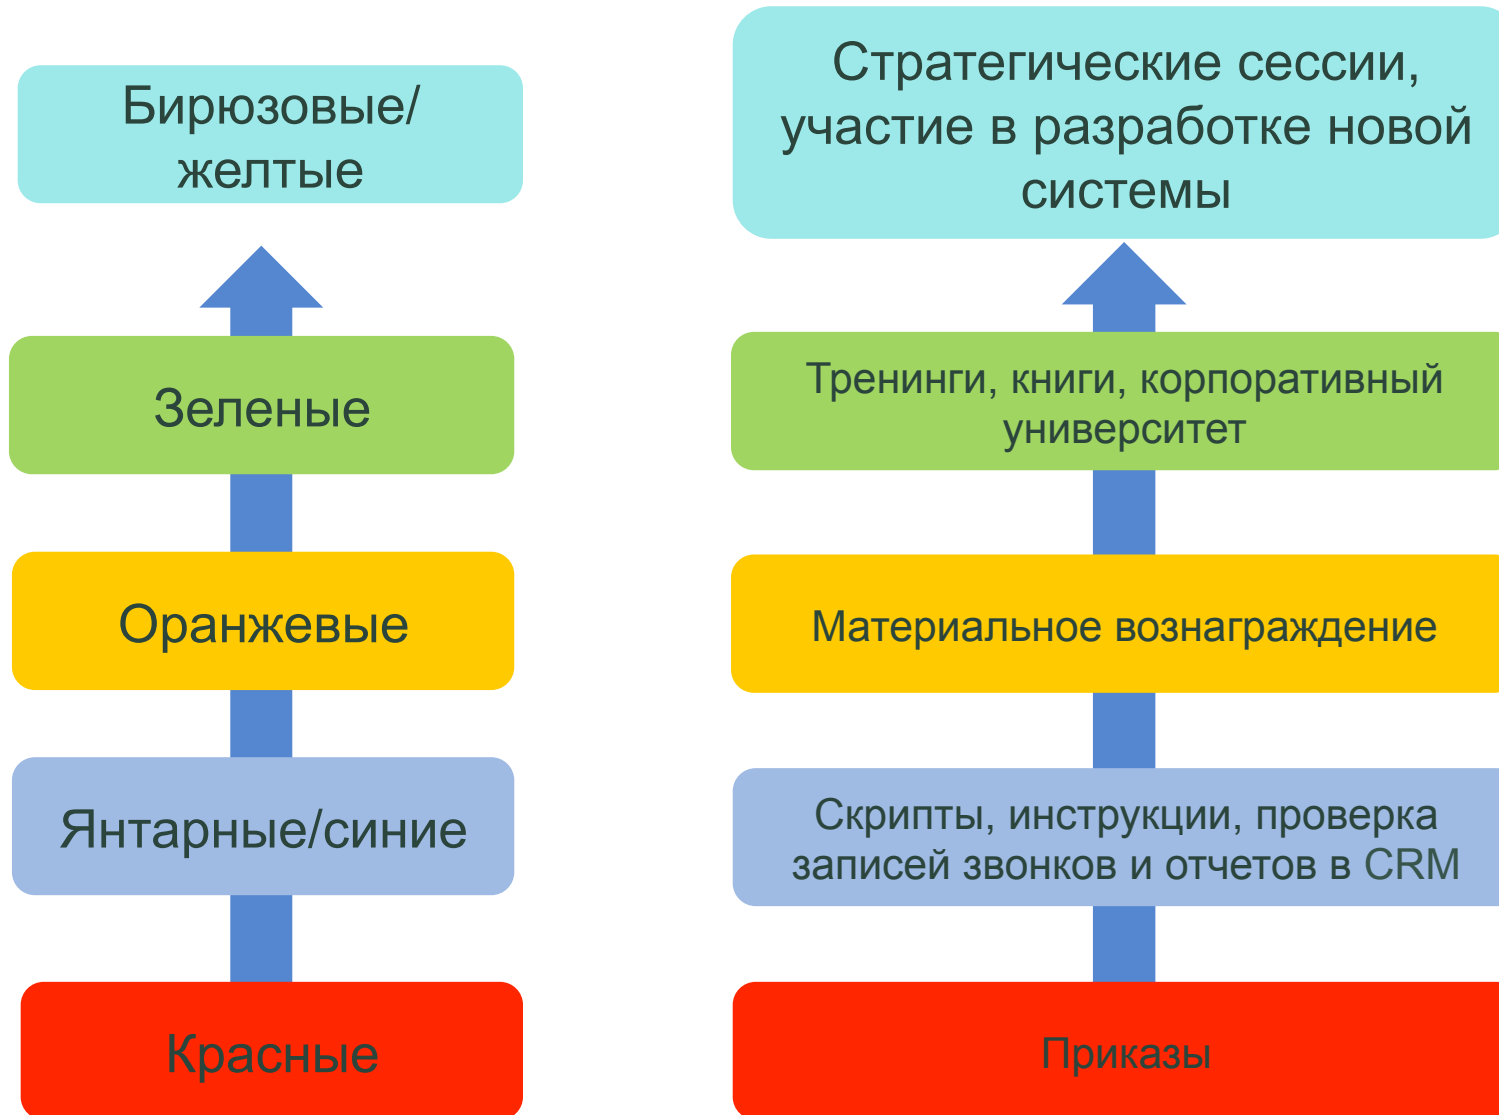 Бирюзовые/
желтые
Стратегические сессии,
участие в разработке новой
системы
Зеленые
Тренинги, книги, корпоративный
университет
Оранжевые
Материальное вознаграждение
Янтарные/синие
Скрипты, инструкции, проверка
записей звонков и отчетов в CRM
Красные
Приказы